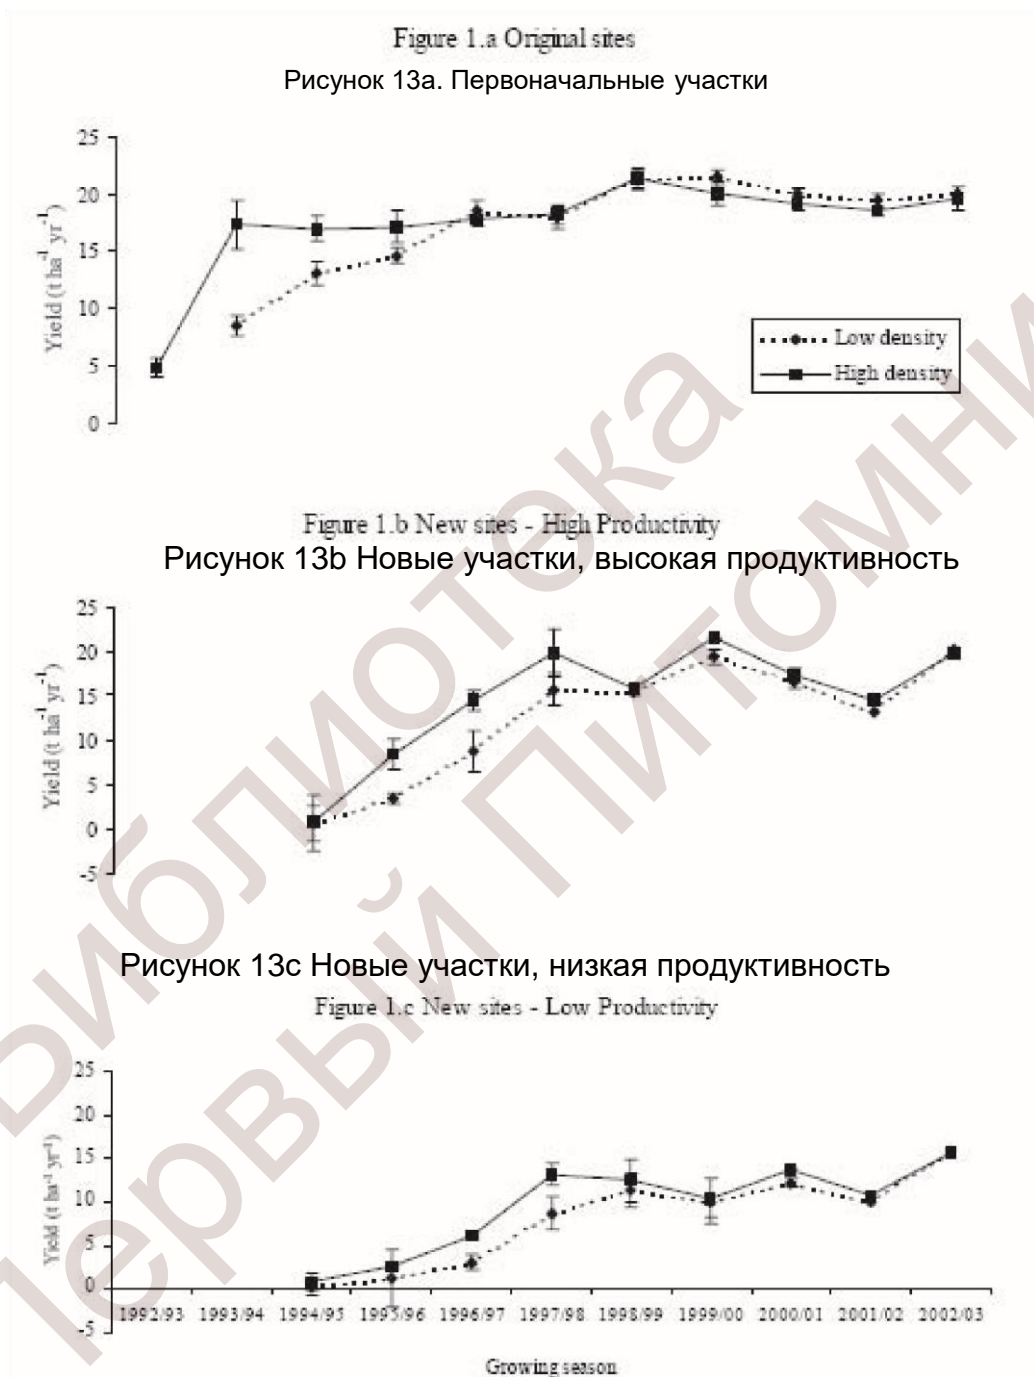 Figure 1.a Original sites
Рисунок 13а. Первоначальные участки
25
20
15
10
5
0
Yield (t ha⁻¹ yr⁻¹)
Low density
High density
Figure 1.b New sites - High Productivity
Рисунок 13b Новые участки, высокая продуктивность
25
20
15
10
5
0
-5
Yield (t ha⁻¹ yr⁻¹)
Рисунок 13с Новые участки, низкая продуктивность
Figure 1.c New sites - Low Productivity
25
20
15
10
5
0
-5
Yield (t ha⁻¹ yr⁻¹)
1992/93 1993/94 1994/95 1995/96 1996/97 1997/98 1998/99 1999/00 2000/01 2001/02 2002/03
Growing season
Библиотека
Первый Питомни